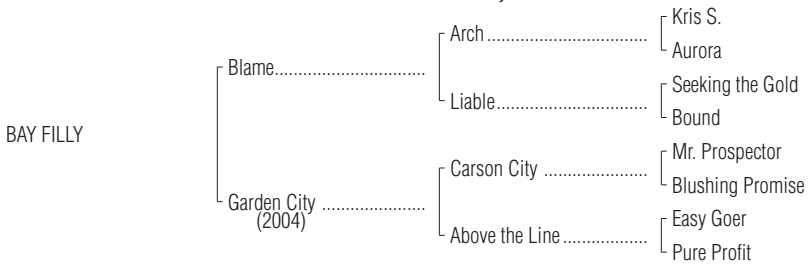 Kris S.
Arch
Aurora
Blame
Seeking the Gold
Liable
Bound
BAY FILLY
Mr. Prospector
Carson City
Blushing Promise
Garden City
(2004)
Easy Goer
Above the Line
Pure Profit